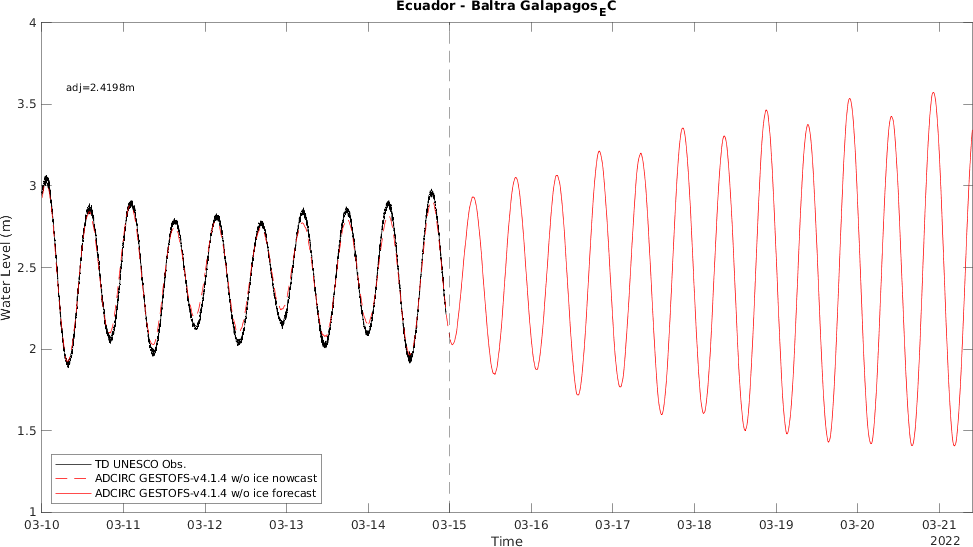 Ecuador - Baltra Galapagos_EC
adj=2.4198m
Water Level (m)
4
3.5
3
2.5
2
1.5
1
TD UNESCO Obs.
ADCIRC GESTOFS-v4.1.4 w/o ice nowcast
ADCIRC GESTOFS-v4.1.4 w/o ice forecast
03-10 03-11 03-12 03-13 03-14 03-15 03-16 03-17 03-18 03-19 03-20 03-21
Time
2022